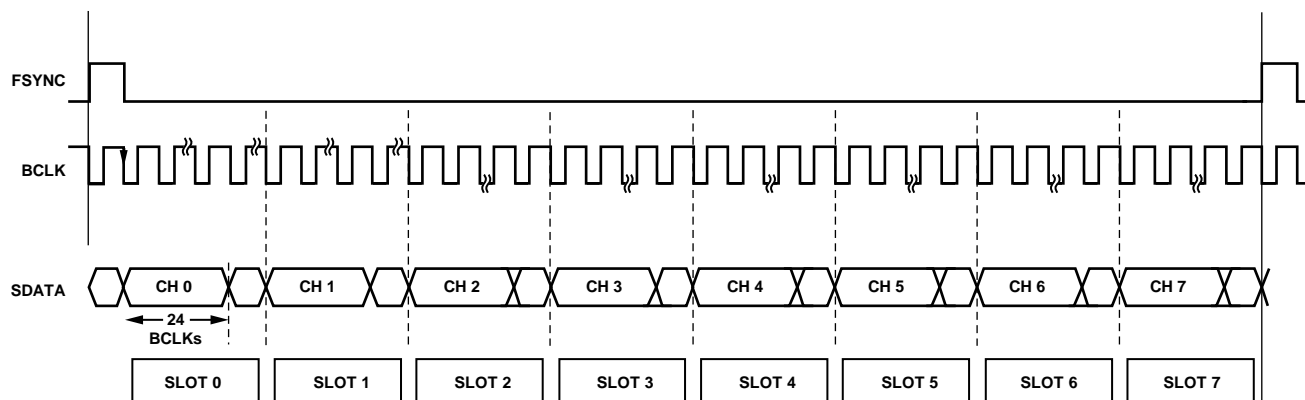 FSYNC
BCLK
SDATA
CH 0 CH 1 CH 2 CH 3 CH 4 CH 5 CH 6 CH 7
24
BCLKs
SLOT 0 SLOT 1 SLOT 2 SLOT 3 SLOT 4 SLOT 5 SLOT 6 SLOT 7